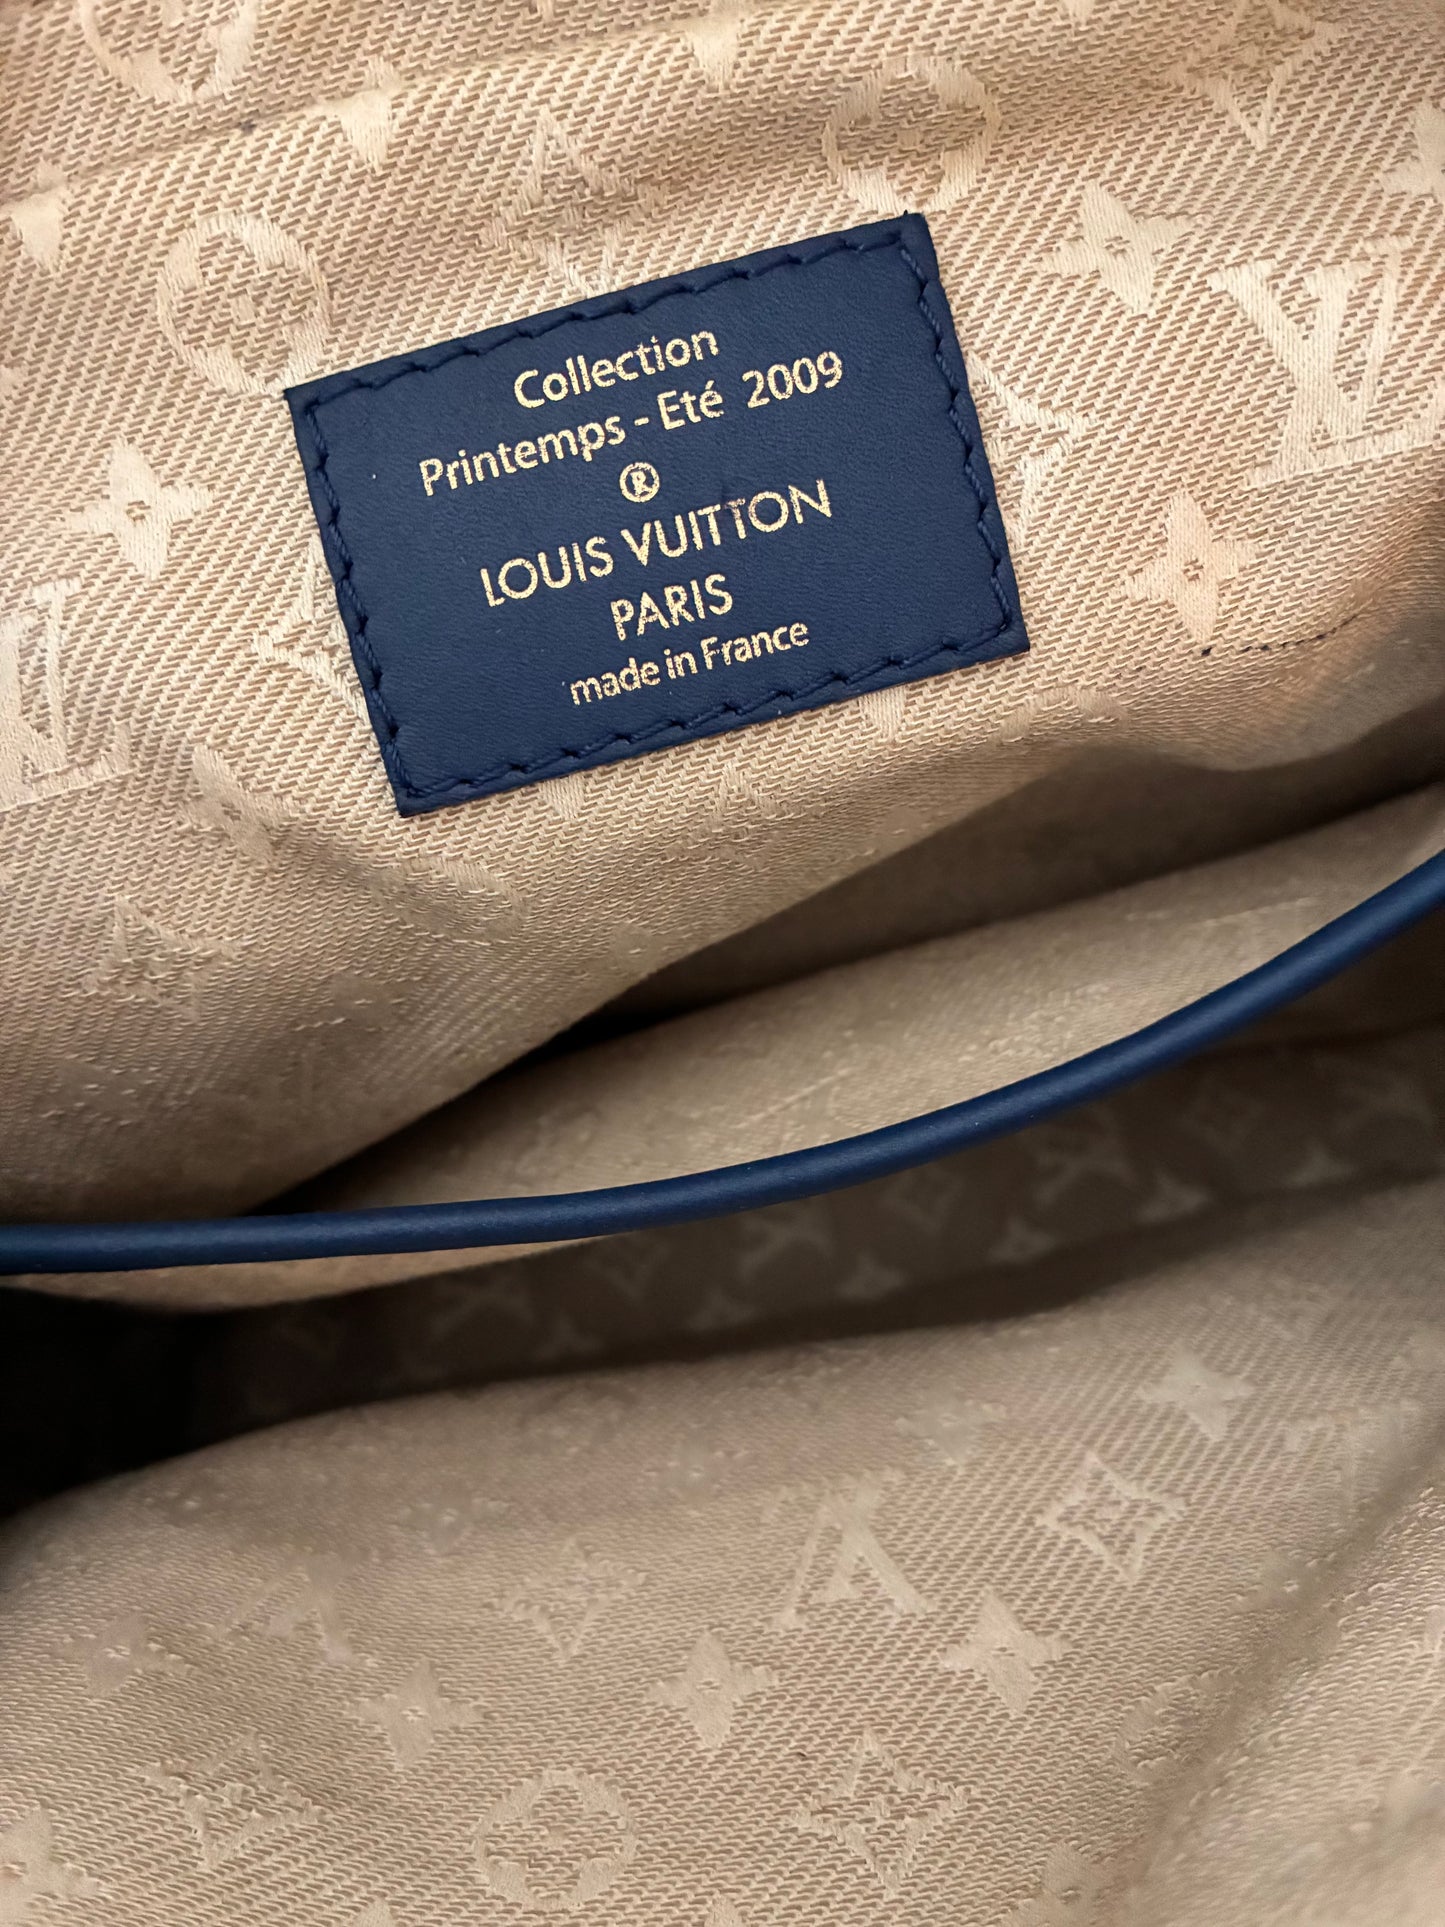 Collection
Printemps - Eté 2009
®
LOUIS VUITTON
PARIS
made in France